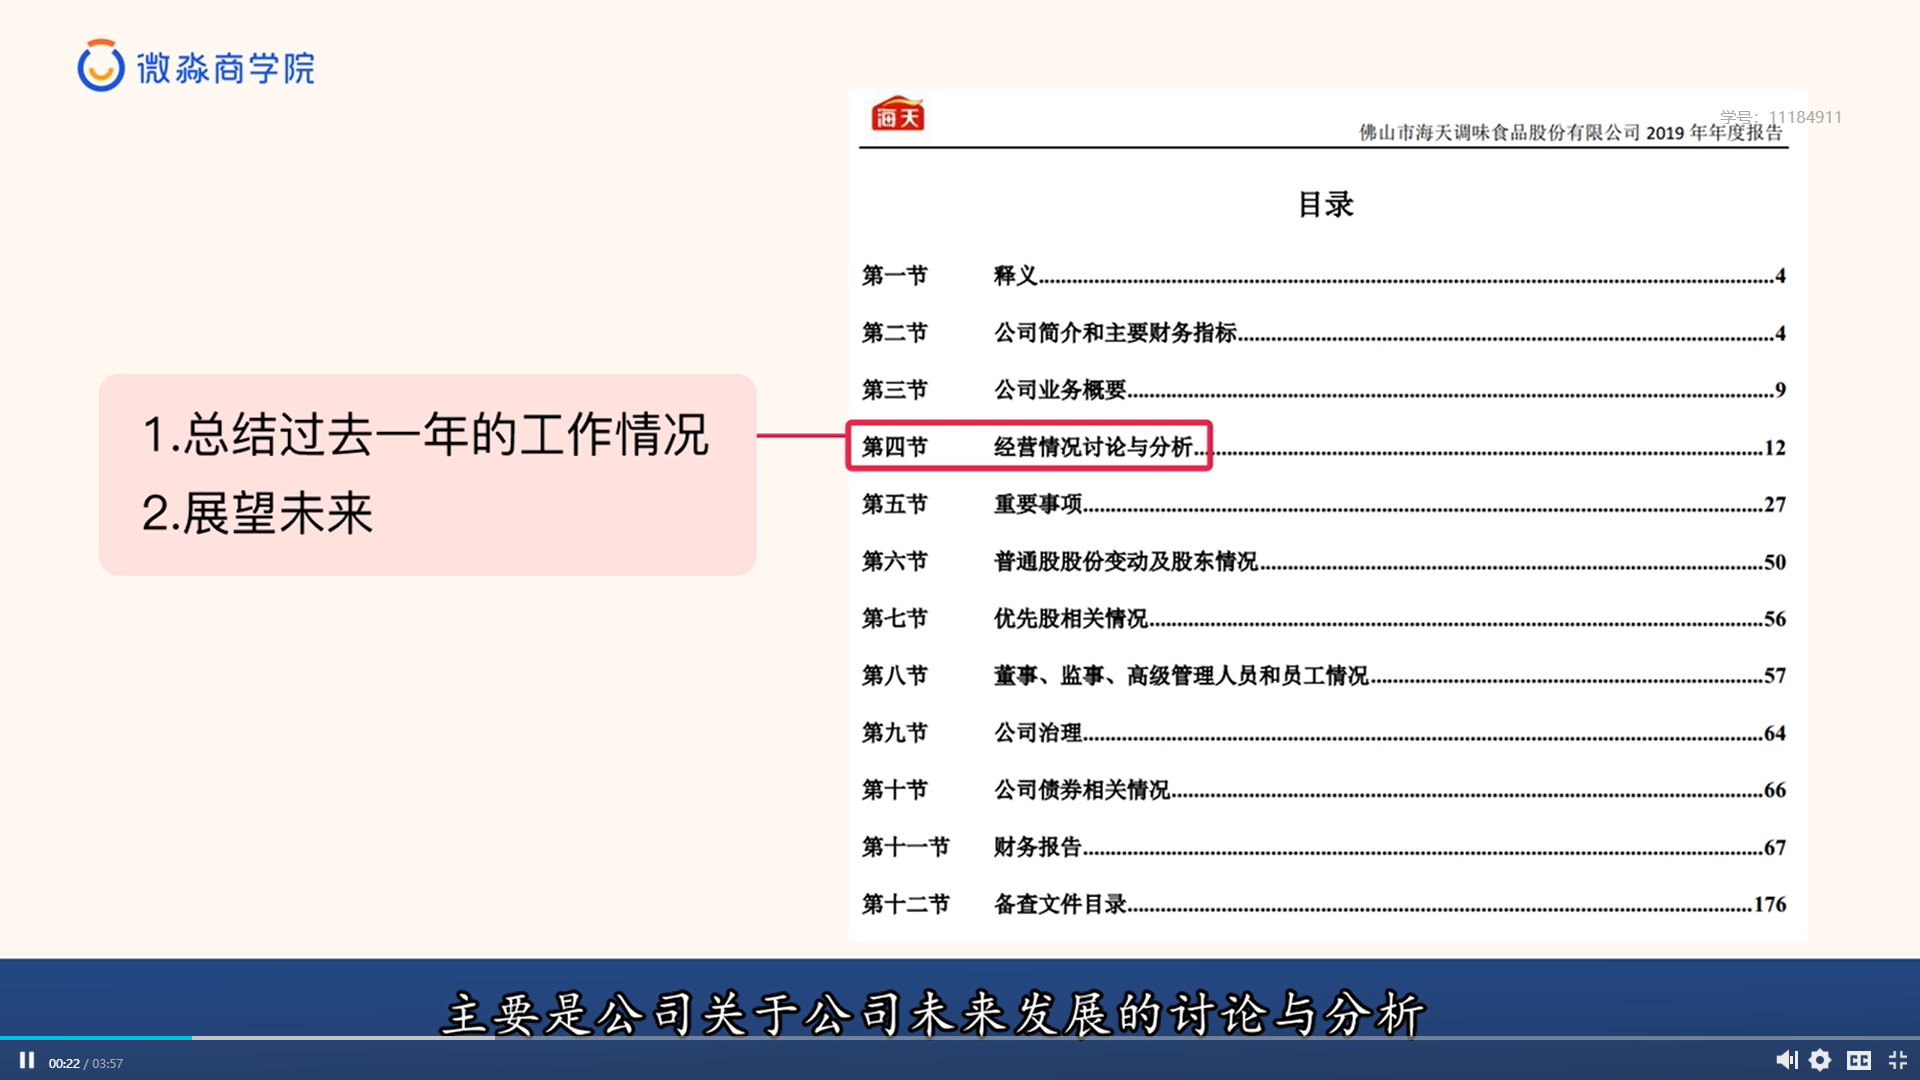 微淼商学院
海天
学号：11184911
佛山市海天调味食品股份有限公司 2019 年年度报告
目录
第一节 释义 4
第二节 公司简介和主要财务指标 4
第三节 公司业务概要 9
第四节 经营情况讨论与分析 12
第五节 重要事项 27
第六节 普通股股份变动及股东情况 50
第七节 优先股相关情况 56
第八节 董事、监事、高级管理人员和员工情况 57
第九节 公司治理 64
第十节 公司债券相关情况 66
第十一节 财务报告 67
第十二节 备查文件目录 176
1.总结过去一年的工作情况
2.展望未来
主要是公司关于公司未来发展的讨论与分析
00:22 / 03:57
CC